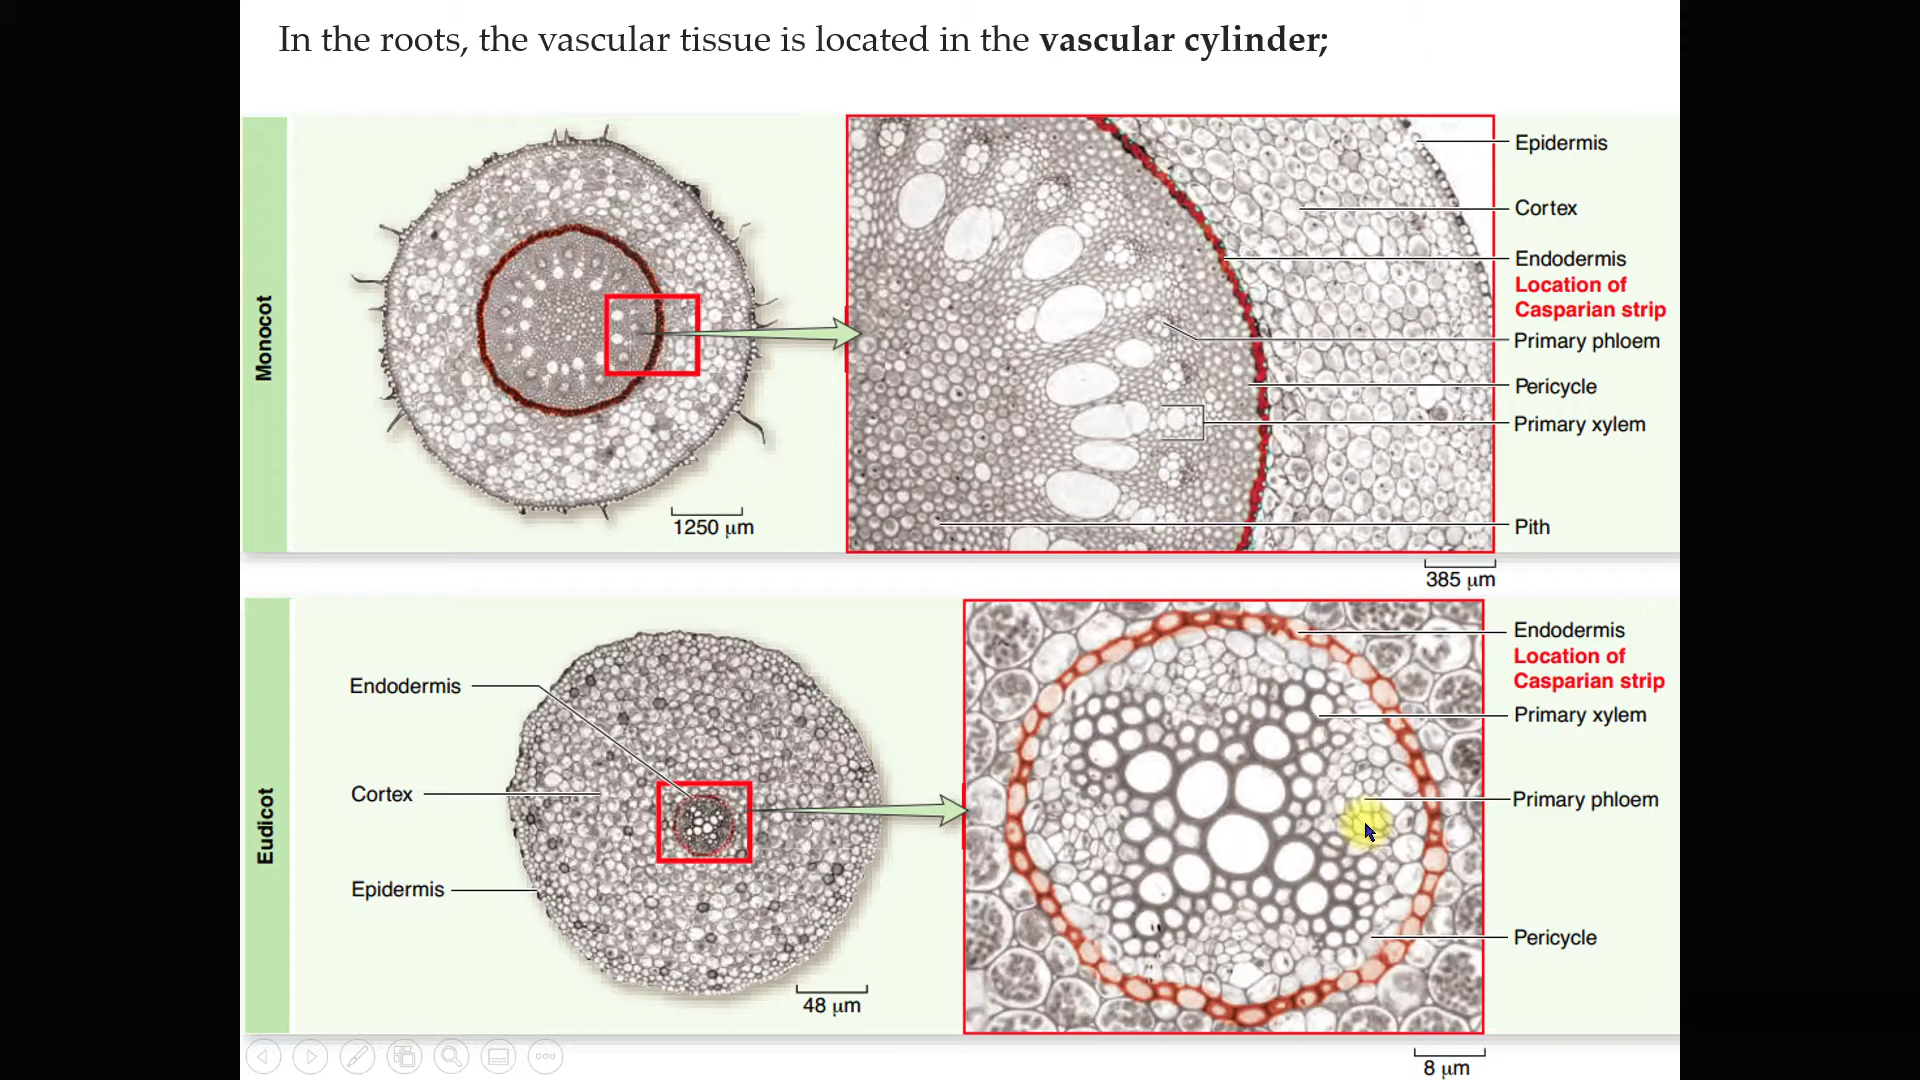 In the roots, the vascular tissue is located in the vascular cylinder;
Monocot
Epidermis
Cortex
Endodermis
Location of
Casparian strip
Primary phloem
Pericycle
Primary xylem
Pith
1250 µm
385 µm
Eudicot
Endodermis
Cortex
Epidermis
48 µm
Endodermis
Location of
Casparian strip
Primary xylem
Primary phloem
Pericycle
8 µm